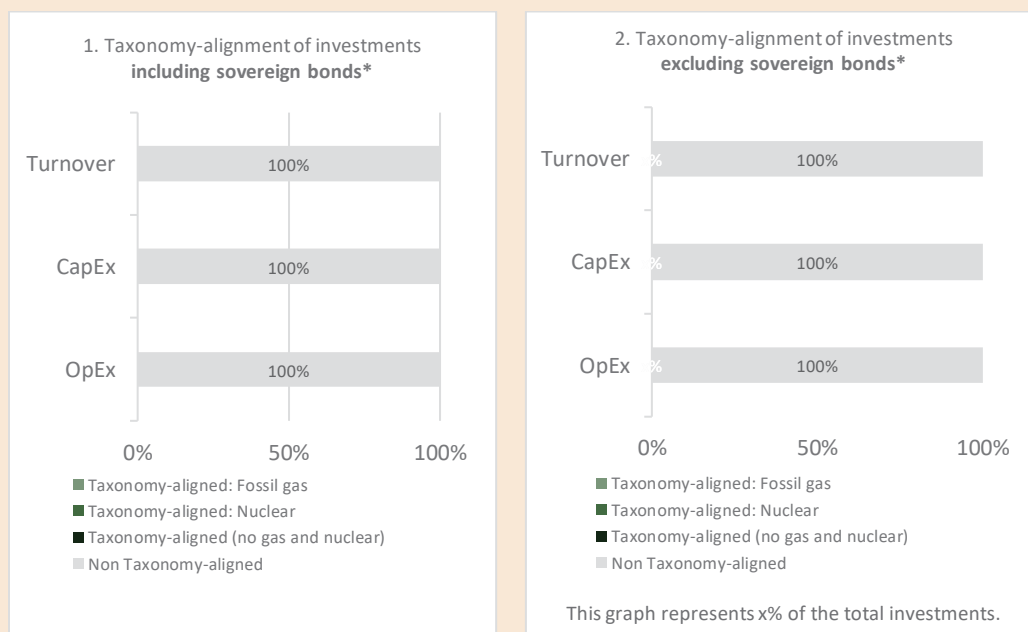 1. Taxonomy-alignment of investments
including sovereign bonds*
Turnover
100%
CapEx
100%
OpEx
100%
0% 50% 100%
Taxonomy-aligned: Fossil gas
Taxonomy-aligned: Nuclear
Taxonomy-aligned (no gas and nuclear)
Non Taxonomy-aligned
2. Taxonomy-alignment of investments
excluding sovereign bonds*
Turnover
100%
CapEx
100%
OpEx
100%
0% 50% 100%
Taxonomy-aligned: Fossil gas
Taxonomy-aligned: Nuclear
Taxonomy-aligned (no gas and nuclear)
Non Taxonomy-aligned
This graph represents x% of the total investments.